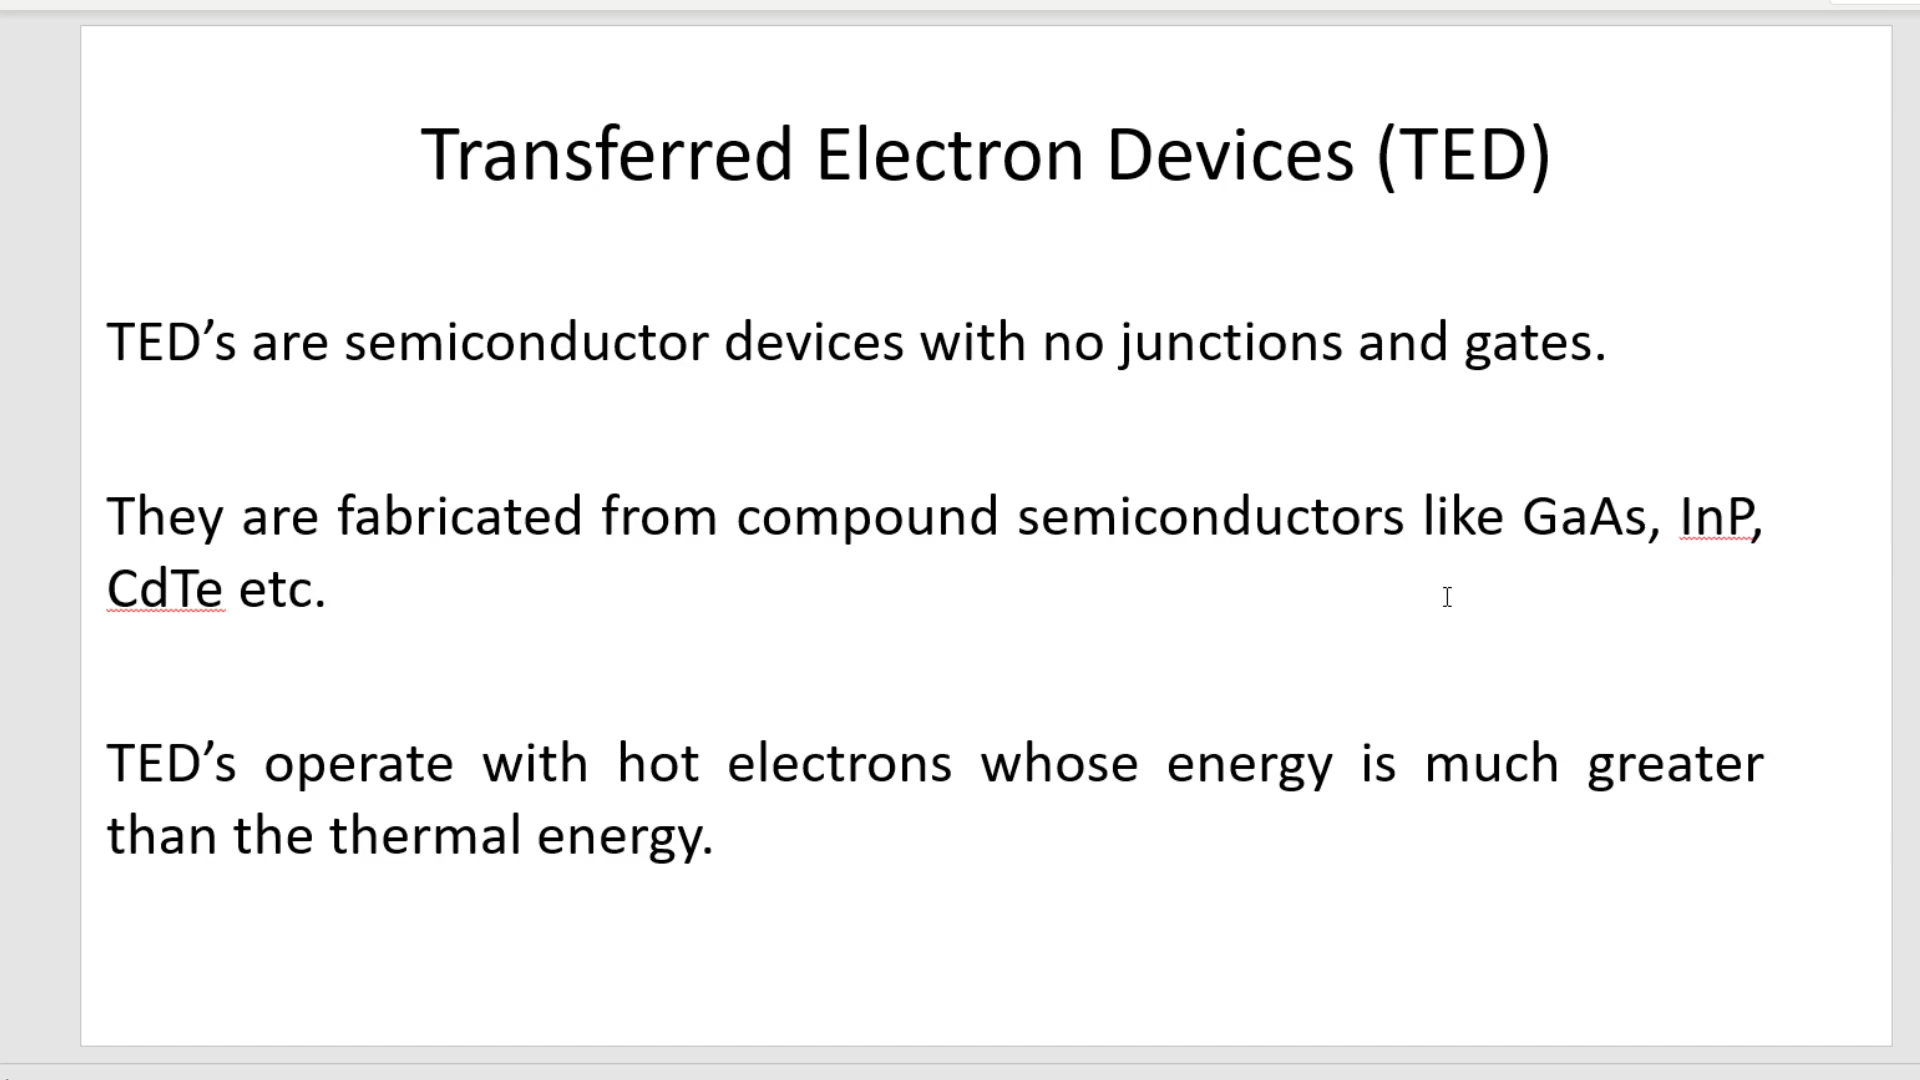 Transferred Electron Devices (TED)
TED’s are semiconductor devices with no junctions and gates.
They are fabricated from compound semiconductors like GaAs, InP,
CdTe etc.
TED’s operate with hot electrons whose energy is much greater
than the thermal energy.